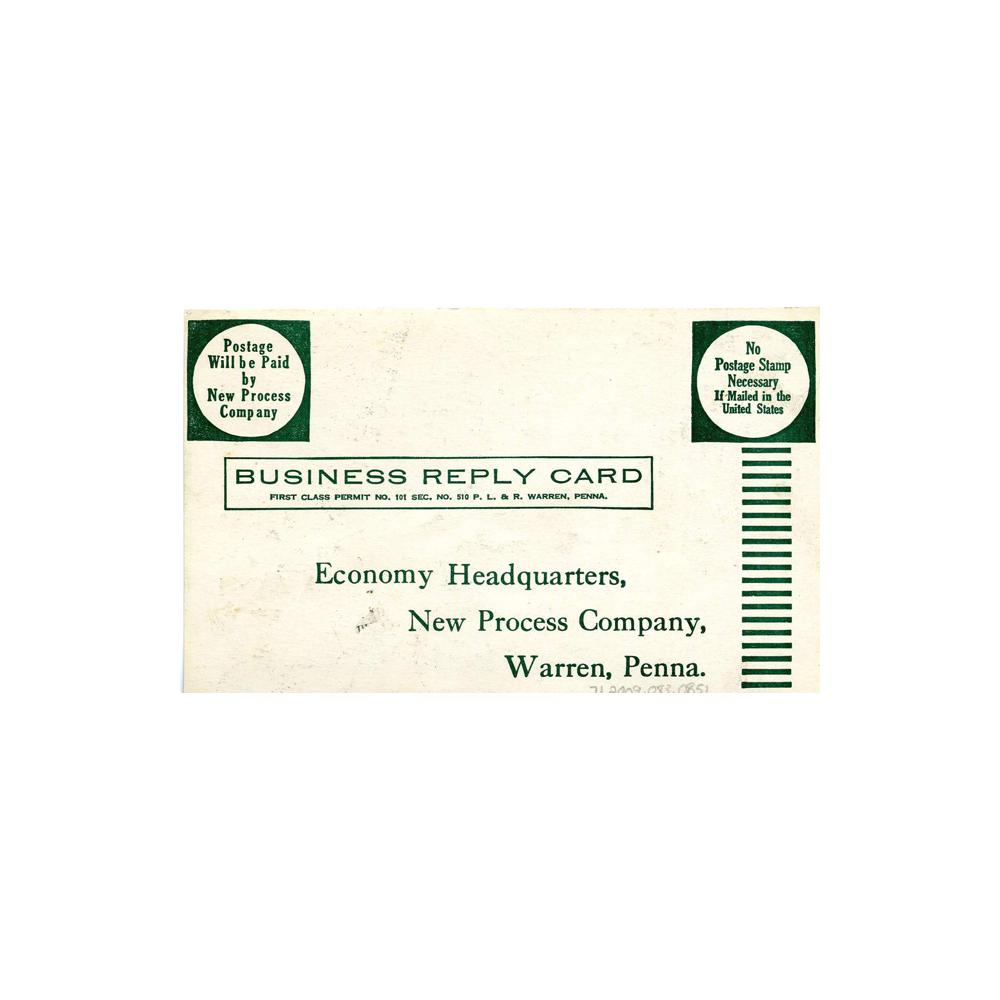 Postage
Will be Paid
by
New Process
Company
No
Postage Stamp
Necessary
If Mailed in the
United States
BUSINESS REPLY CARD
FIRST CLASS PERMIT NO. 101 SEC. NO. 510 P. L. & R. WARREN, PENNA.
Economy Headquarters,
New Process Company,
Warren, Penna.